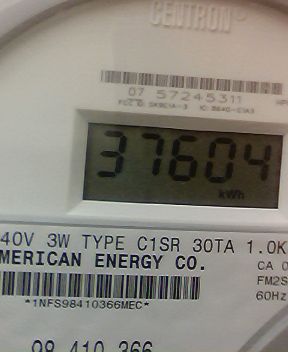 CENTRON®
07 57245311
37604
kWh
40V 3W TYPE C1SR 30TA 1.0K
MERICAN ENERGY CO.
CA 0
FM2S
60Hz
*1NFS98410366MEC*
98 410 366